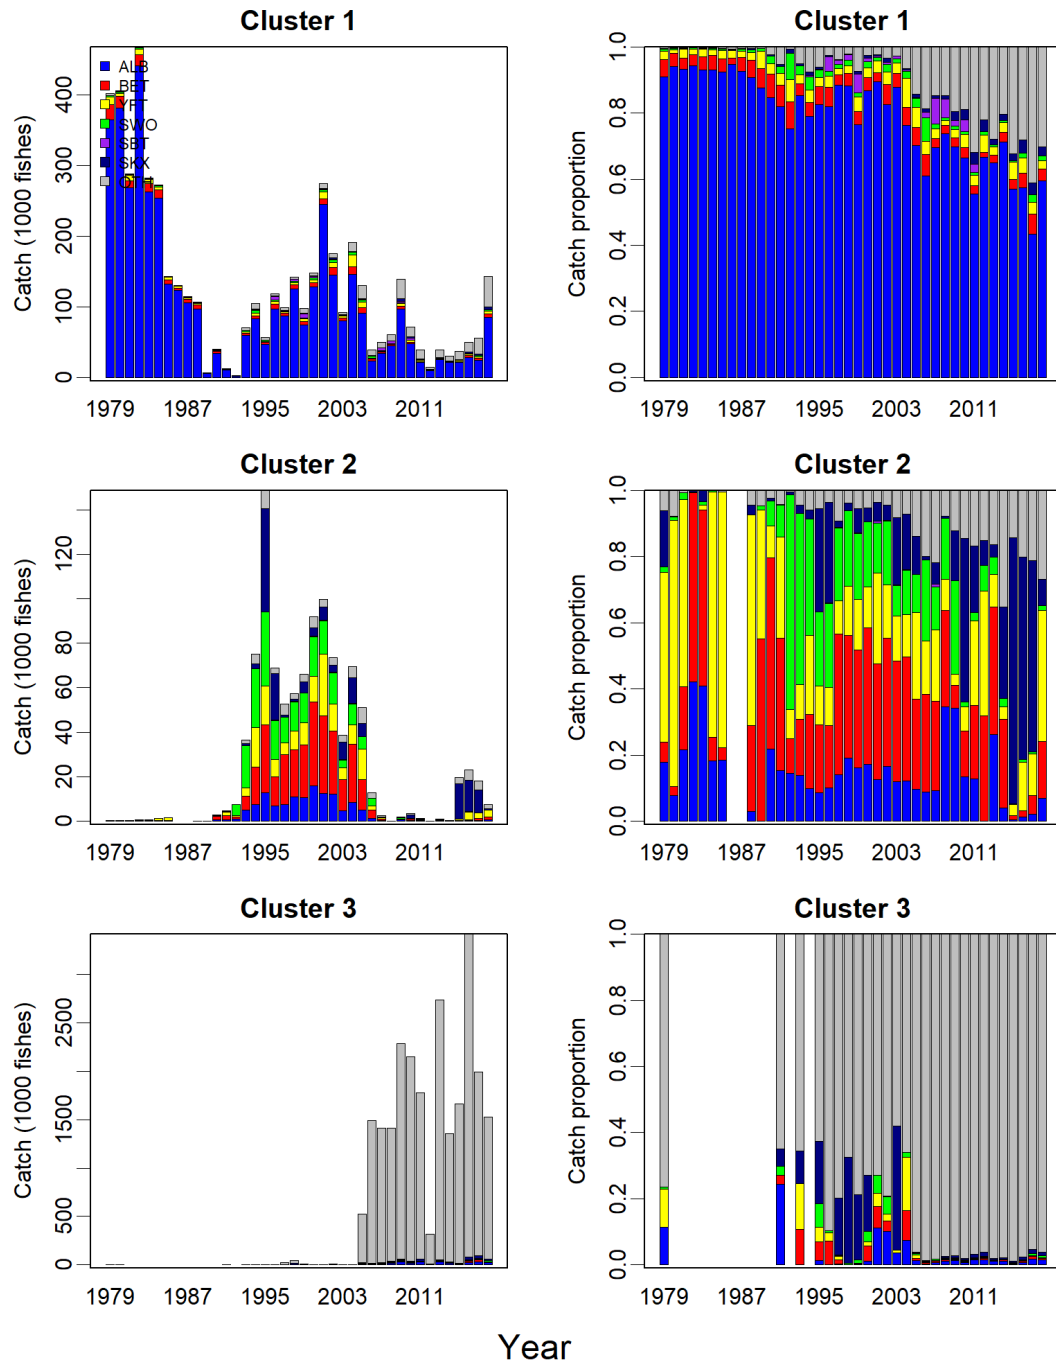 Cluster 1
Catch (1000 fishes)
400
300
200
100
0
ALB
BET
YFT
SWO
SBT
SKX
OTH
1979 1987 1995 2003 2011
Cluster 1
Catch proportion
1.0
0.8
0.6
0.4
0.2
0.0
1979 1987 1995 2003 2011
Cluster 2
Catch (1000 fishes)
120
80
60
40
20
0
1979 1987 1995 2003 2011
Cluster 2
Catch proportion
1.0
0.8
0.6
0.4
0.2
0.0
1979 1987 1995 2003 2011
Cluster 3
Catch (1000 fishes)
2500
1500
500
0
1979 1987 1995 2003 2011
Cluster 3
Catch proportion
1.0
0.8
0.6
0.4
0.2
0.0
1979 1987 1995 2003 2011
Year